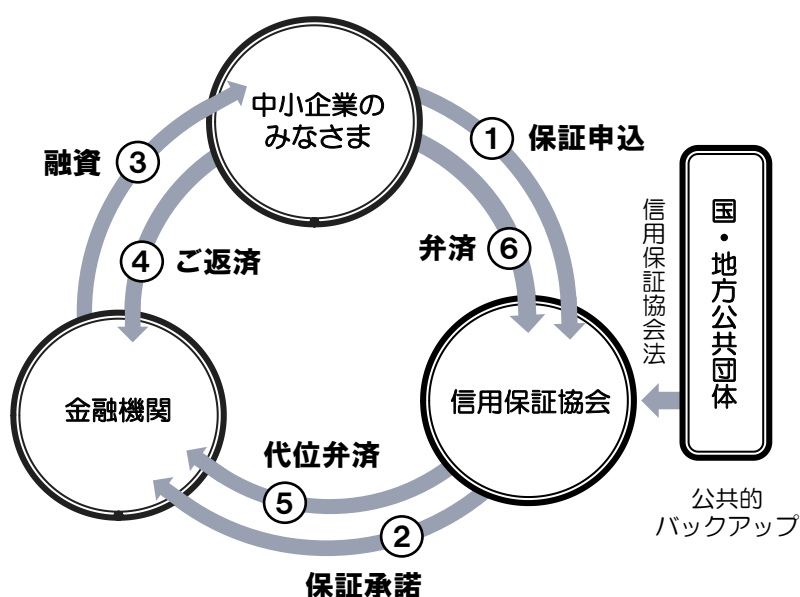 中小企業の
みなさま
① 保証申込
融資 ③
④ ご返済
弁済 ⑥
信用保証協会法
国・地方公共団体
金融機関
信用保証協会
代位弁済
⑤
②
保証承諾
公共的
バックアップ